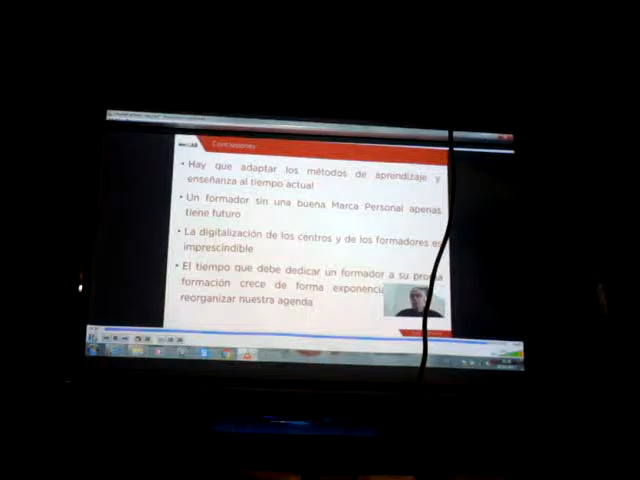 Conclusiones
• Hay que adaptar los métodos de aprendizaje y
enseñanza al tiempo actual
• Un formador sin una buena Marca Personal apenas
tiene futuro
• La digitalización de los centros y de los formadores es
imprescindible
• El tiempo que debe dedicar un formador a su propia
formación crece de forma exponencia
reorganizar nuestra agenda